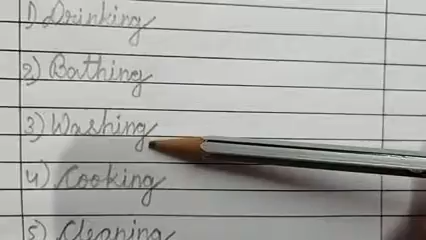 1) Drinking
2) Bathing
3) Washing
4) Cooking
5) Cleaning